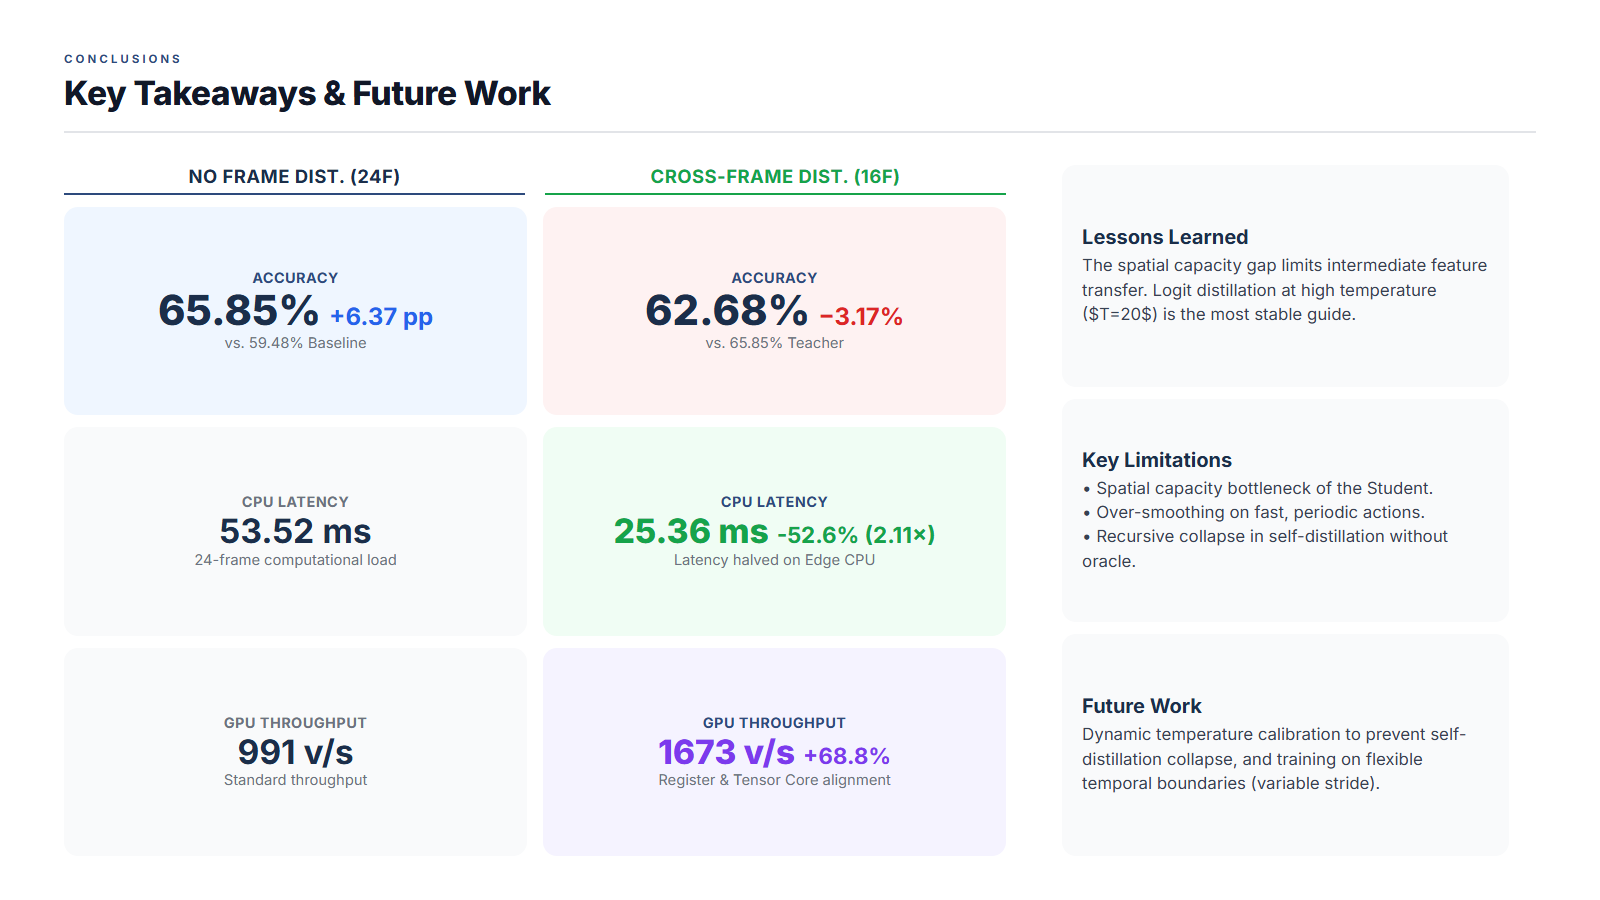 CONCLUSIONS
Key Takeaways & Future Work
NO FRAME DIST. (24F)
ACCURACY
65.85% +6.37 pp
vs. 59.48% Baseline
CPU LATENCY
53.52 ms
24-frame computational load
GPU THROUGHPUT
991 v/s
Standard throughput
CROSS-FRAME DIST. (16F)
ACCURACY
62.68% −3.17%
vs. 65.85% Teacher
CPU LATENCY
25.36 ms -52.6% (2.11×)
Latency halved on Edge CPU
GPU THROUGHPUT
1673 v/s +68.8%
Register & Tensor Core alignment
Lessons Learned
The spatial capacity gap limits intermediate feature
transfer. Logit distillation at high temperature
($T=20$) is the most stable guide.
Key Limitations
• Spatial capacity bottleneck of the Student.
• Over-smoothing on fast, periodic actions.
• Recursive collapse in self-distillation without
oracle.
Future Work
Dynamic temperature calibration to prevent self-
distillation collapse, and training on flexible
temporal boundaries (variable stride).